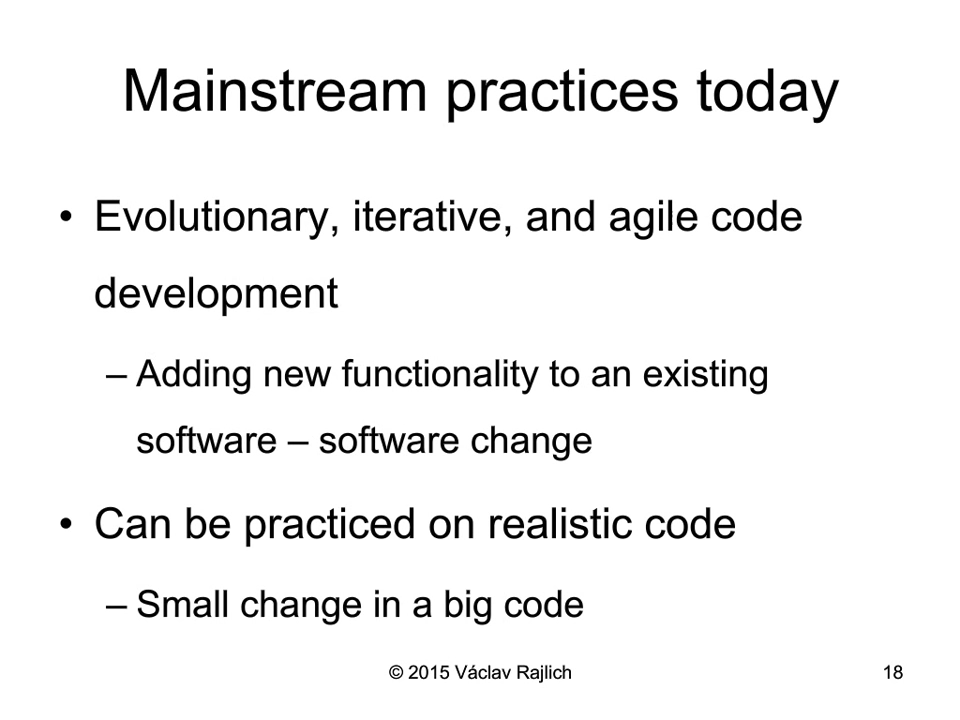 Mainstream practices today
• Evolutionary, iterative, and agile code
development
– Adding new functionality to an existing
software – software change
• Can be practiced on realistic code
– Small change in a big code
© 2015 Václav Rajlich 18